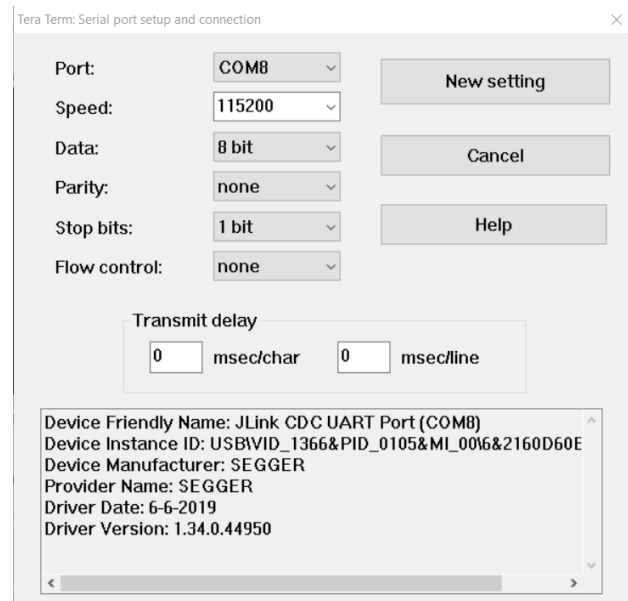 Tera Term: Serial port setup and connection
Port: COM8 New setting
Speed: 115200
Data: 8 bit Cancel
Parity: none
Stop bits: 1 bit Help
Flow control: none
Transmit delay
0 msec/char 0 msec/line
Device Friendly Name: JLink CDC UART Port (COM8)
Device Instance ID: USB\VID_1366&PID_0105&MI_00\6&2160D60E
Device Manufacturer: SEGGER
Provider Name: SEGGER
Driver Date: 6-6-2019
Driver Version: 1.34.0.44950